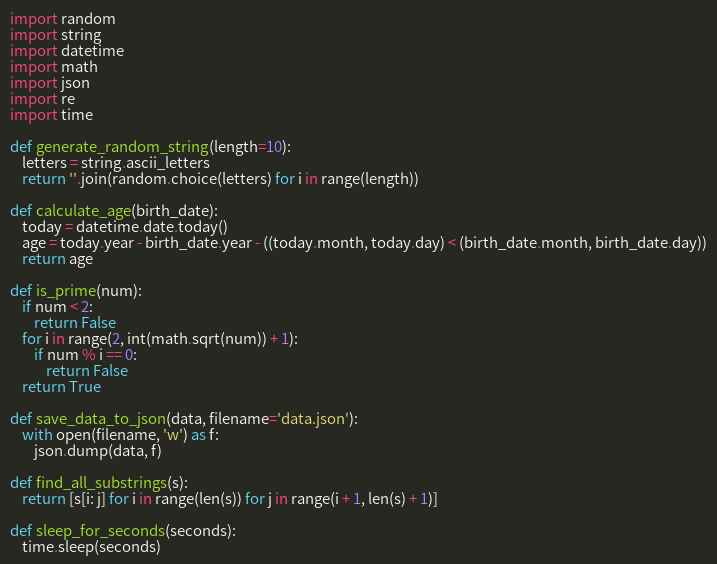 import random
import string
import datetime
import math
import json
import re
import time

def generate_random_string(length=10):
    letters = string.ascii_letters
    return ''.join(random.choice(letters) for i in range(length))

def calculate_age(birth_date):
    today = datetime.date.today()
    age = today.year - birth_date.year - ((today.month, today.day) < (birth_date.month, birth_date.day))
    return age

def is_prime(num):
    if num < 2:
        return False
    for i in range(2, int(math.sqrt(num)) + 1):
        if num % i == 0:
            return False
    return True

def save_data_to_json(data, filename='data.json'):
    with open(filename, 'w') as f:
        json.dump(data, f)

def find_all_substrings(s):
    return [s[i: j] for i in range(len(s)) for j in range(i + 1, len(s) + 1)]

def sleep_for_seconds(seconds):
    time.sleep(seconds)